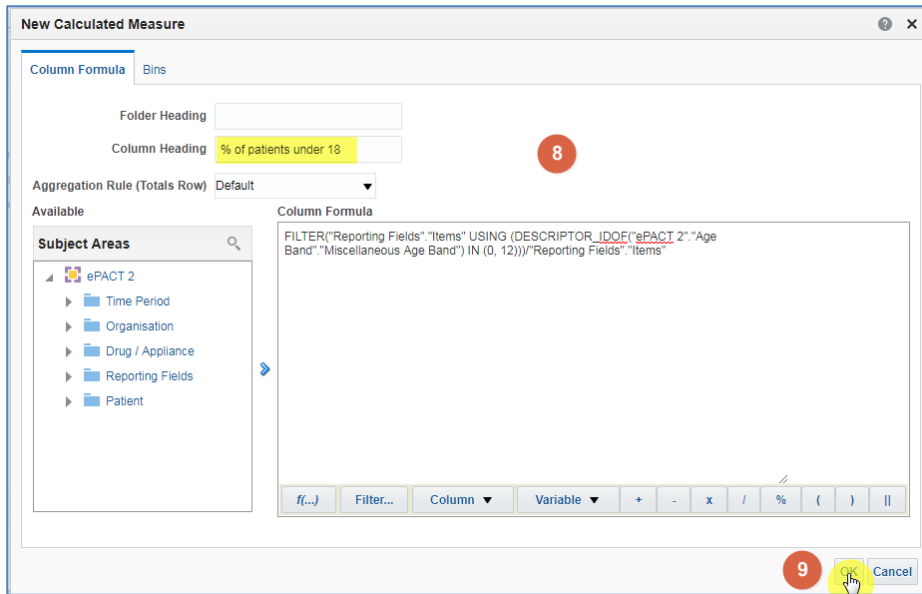 New Calculated Measure
? ×
Column Formula Bins
Folder Heading
Column Heading % of patients under 18
8
Aggregation Rule (Totals Row) Default
Available Column Formula
Subject Areas
FILTER("Reporting Fields"."Items" USING (DESCRIPTOR_IDOF("ePACT 2"."Age
Band"."Miscellaneous Age Band") IN (0, 12)))/"Reporting Fields"."Items"
ePACT 2
Time Period
Organisation
Drug / Appliance
Reporting Fields
Patient
f(...) Filter... Column Variable + - x / % ( ) ||
9 OK Cancel